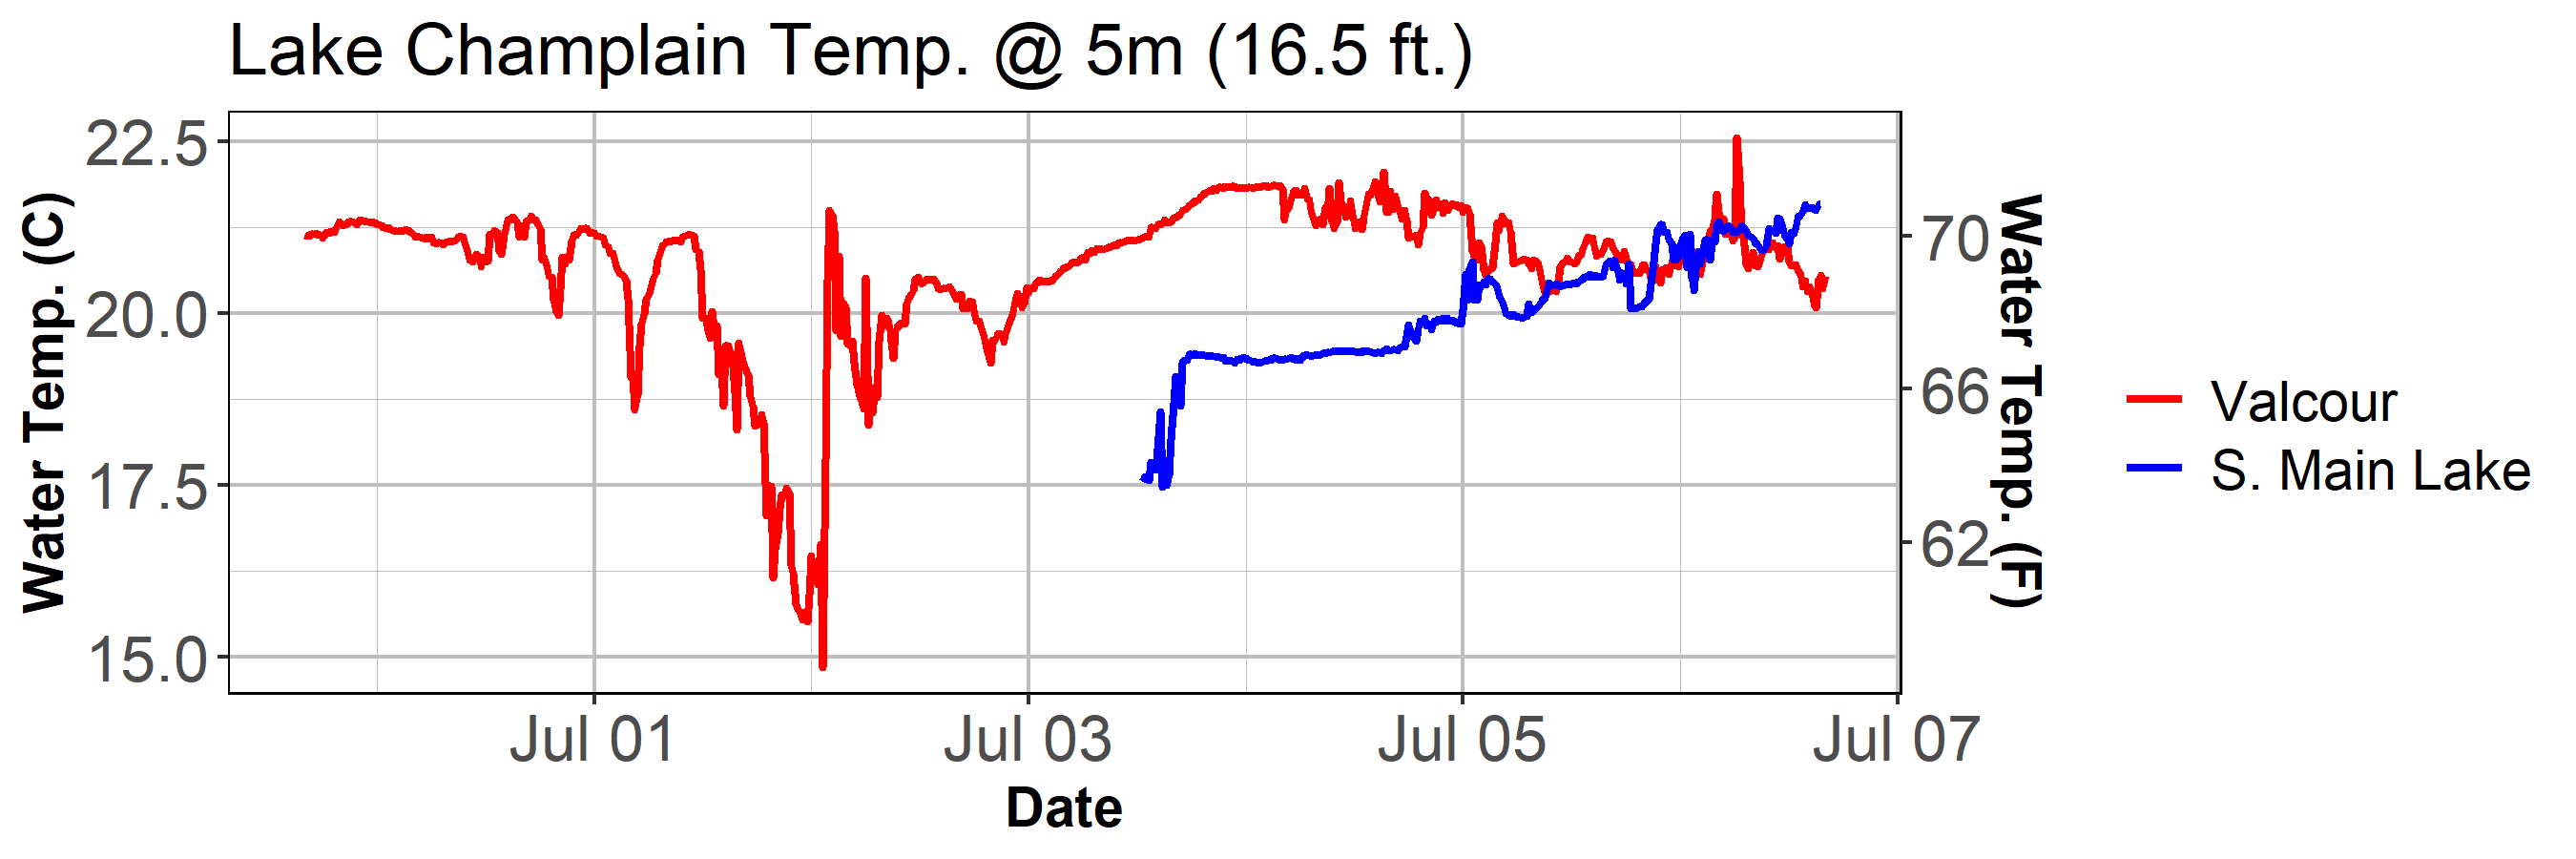 Lake Champlain Temp. @ 5m (16.5 ft.)
Water Temp. (C)
22.5
20.0
17.5
15.0
Jul 01
Jul 03
Jul 05
Jul 07
Date
70
66
62
Water Temp. (F)
Valcour
S. Main Lake